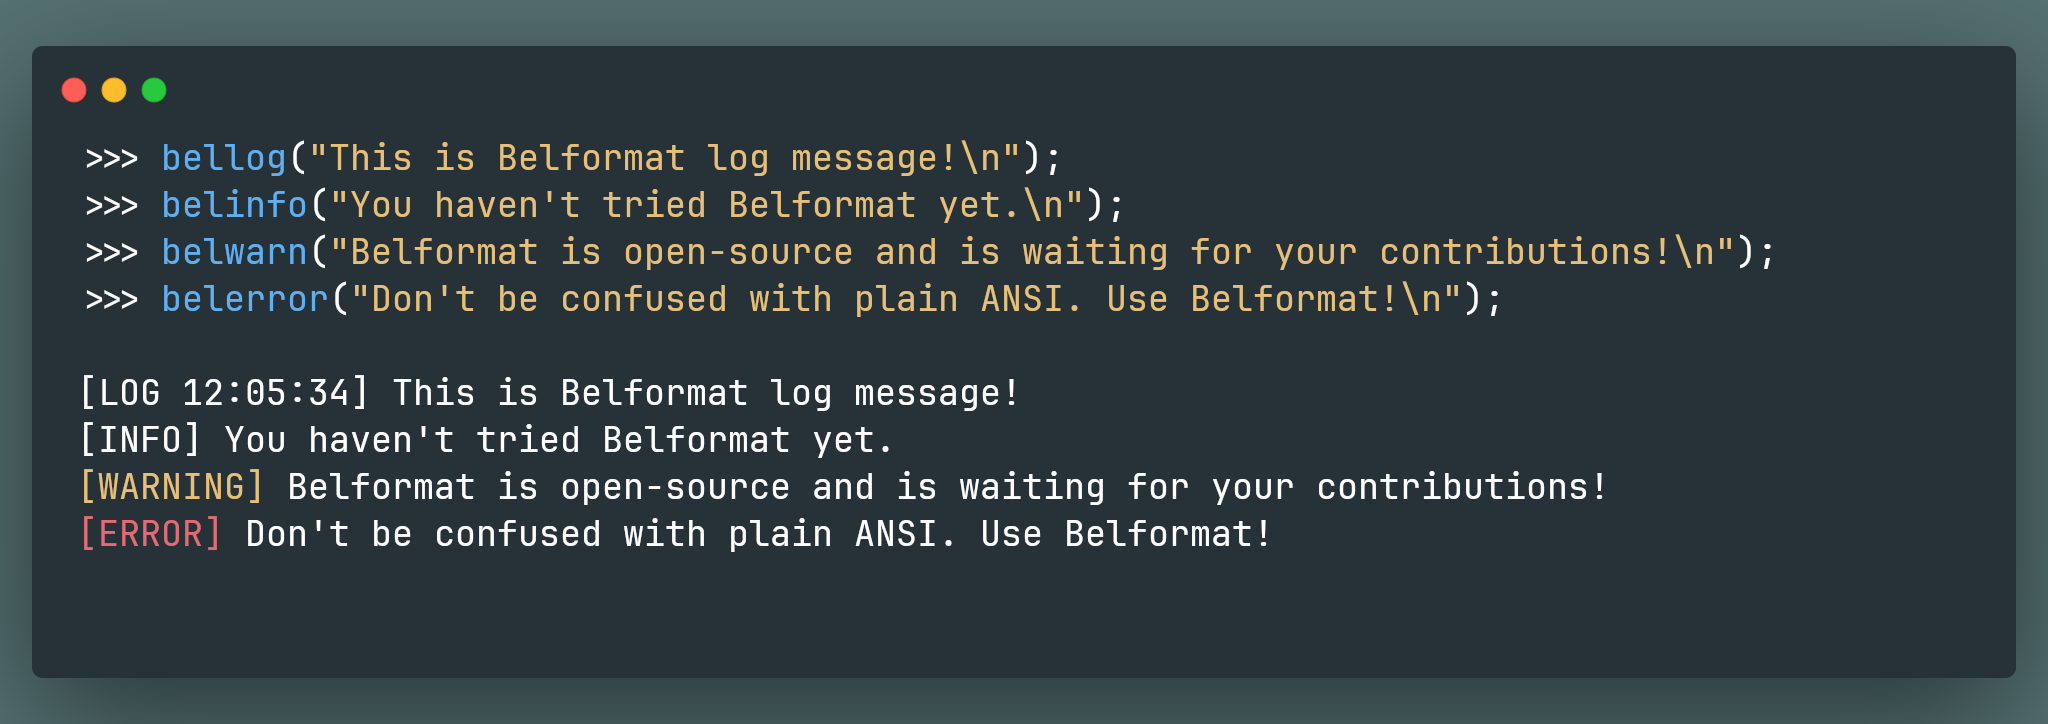 >>> bellog("This is Belformat log message!\n");
>>> belinfo("You haven't tried Belformat yet.\n");
>>> belwarn("Belformat is open-source and is waiting for your contributions!\n");
>>> belerror("Don't be confused with plain ANSI. Use Belformat!\n");
[LOG 12:05:34] This is Belformat log message!
[INFO] You haven't tried Belformat yet.
[WARNING] Belformat is open-source and is waiting for your contributions!
[ERROR] Don't be confused with plain ANSI. Use Belformat!